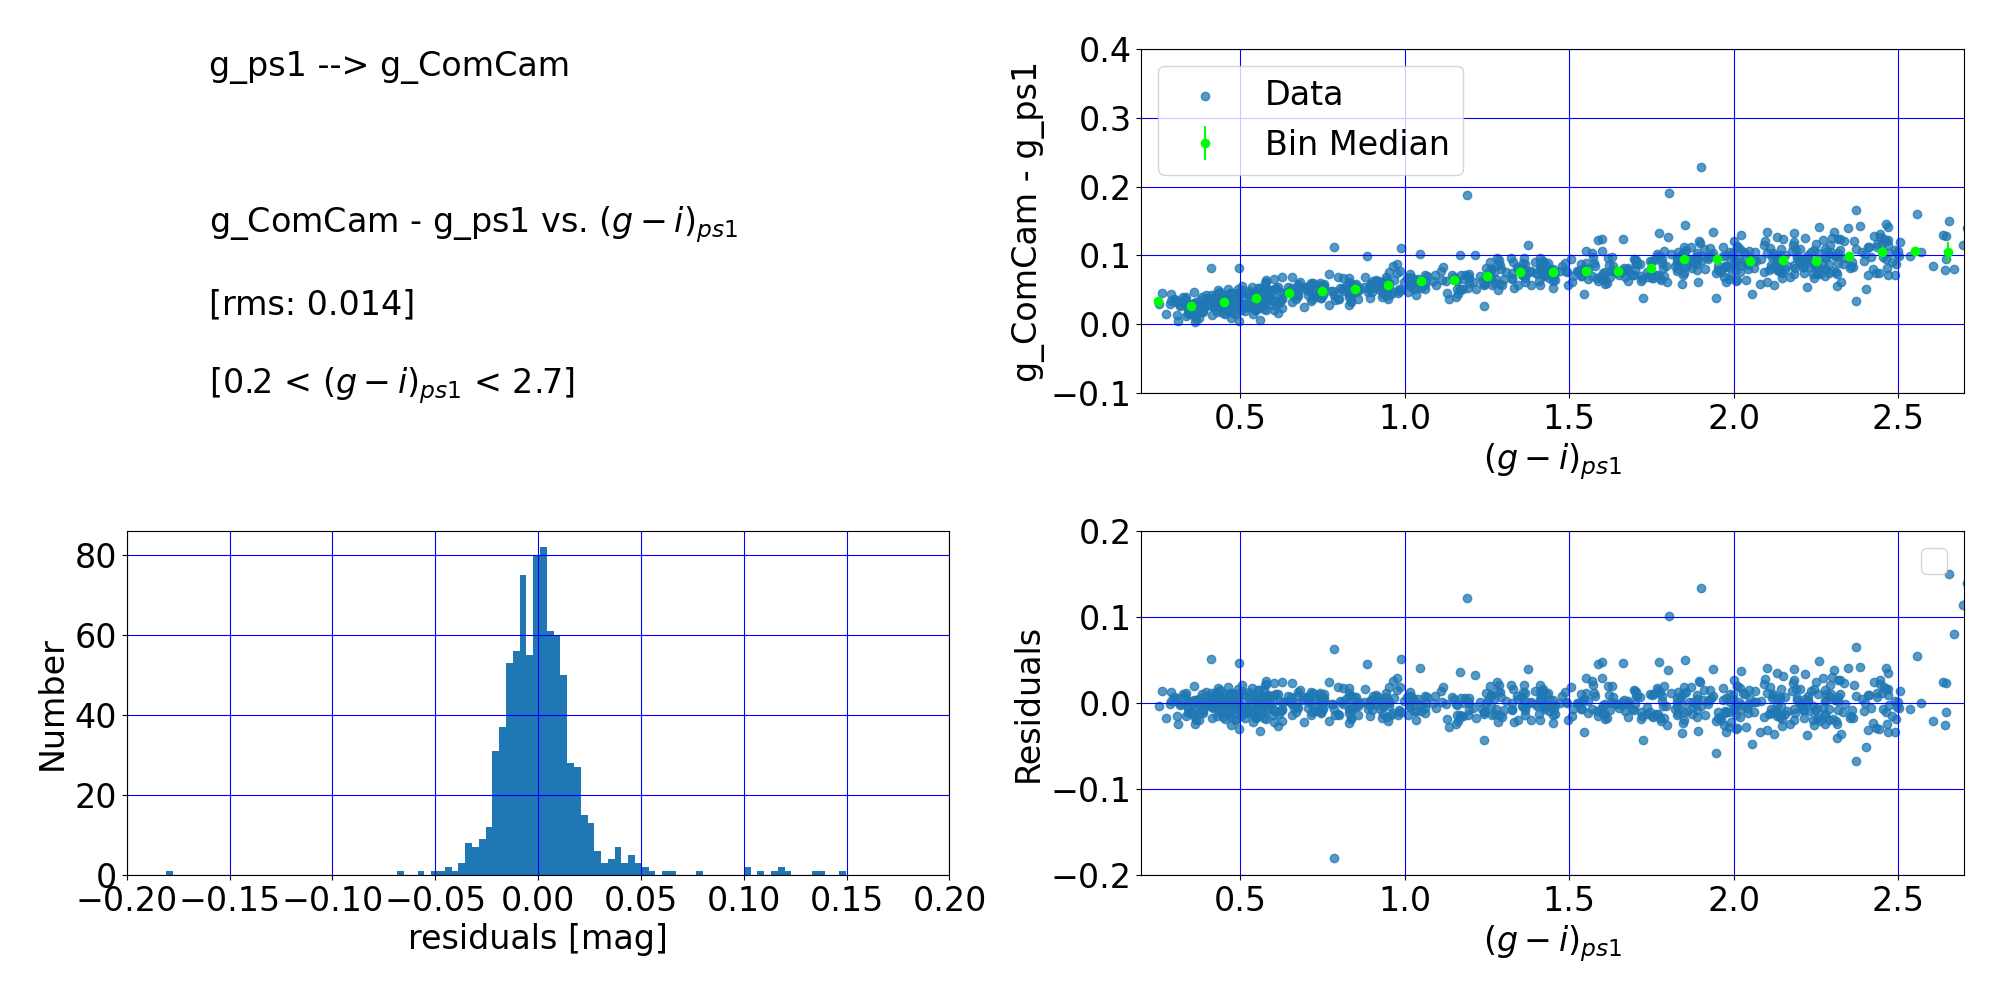 g_ps1 --> g_ComCam
g_ComCam - g_ps1 vs. (g − i)ps1
[rms: 0.014]
[0.2 < (g − i)ps1 < 2.7]
g_ComCam - g_ps1
0.4
0.3
0.2
0.1
0.0
−0.1
Data
Bin Median
0.5 1.0 1.5 2.0 2.5
(g − i)ps1
Number
80
60
40
20
0
−0.20 −0.15 −0.10 −0.05 0.00 0.05 0.10 0.15 0.20
residuals [mag]
Residuals
0.2
0.1
0.0
−0.1
−0.2
0.5 1.0 1.5 2.0 2.5
(g − i)ps1